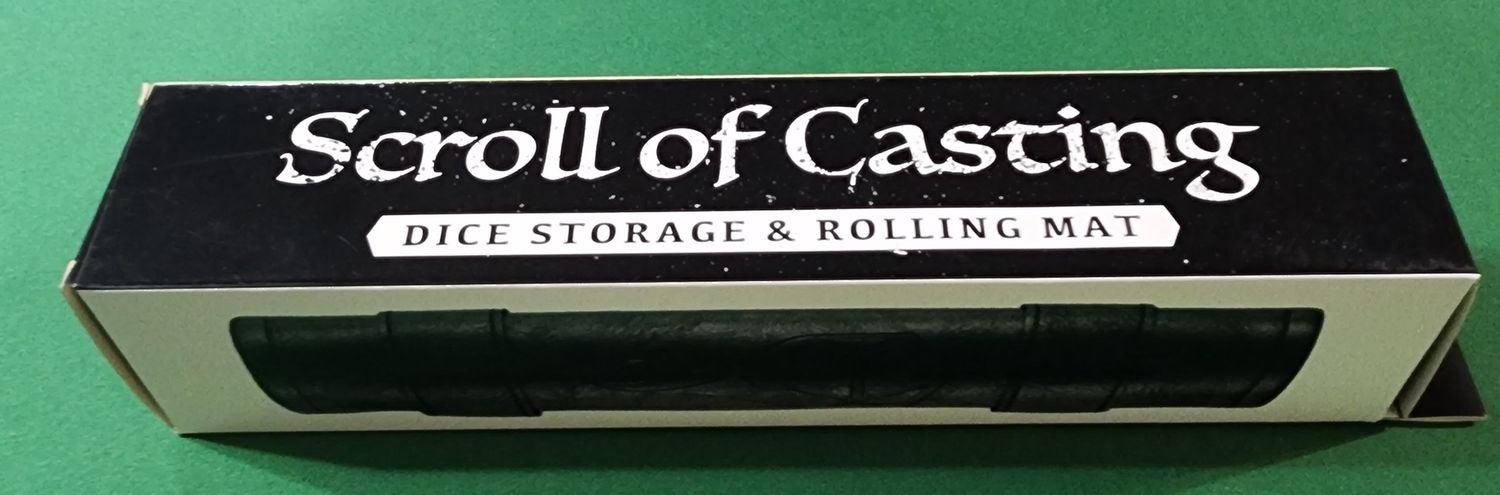 Scroll of Casting
DICE STORAGE & ROLLING MAT